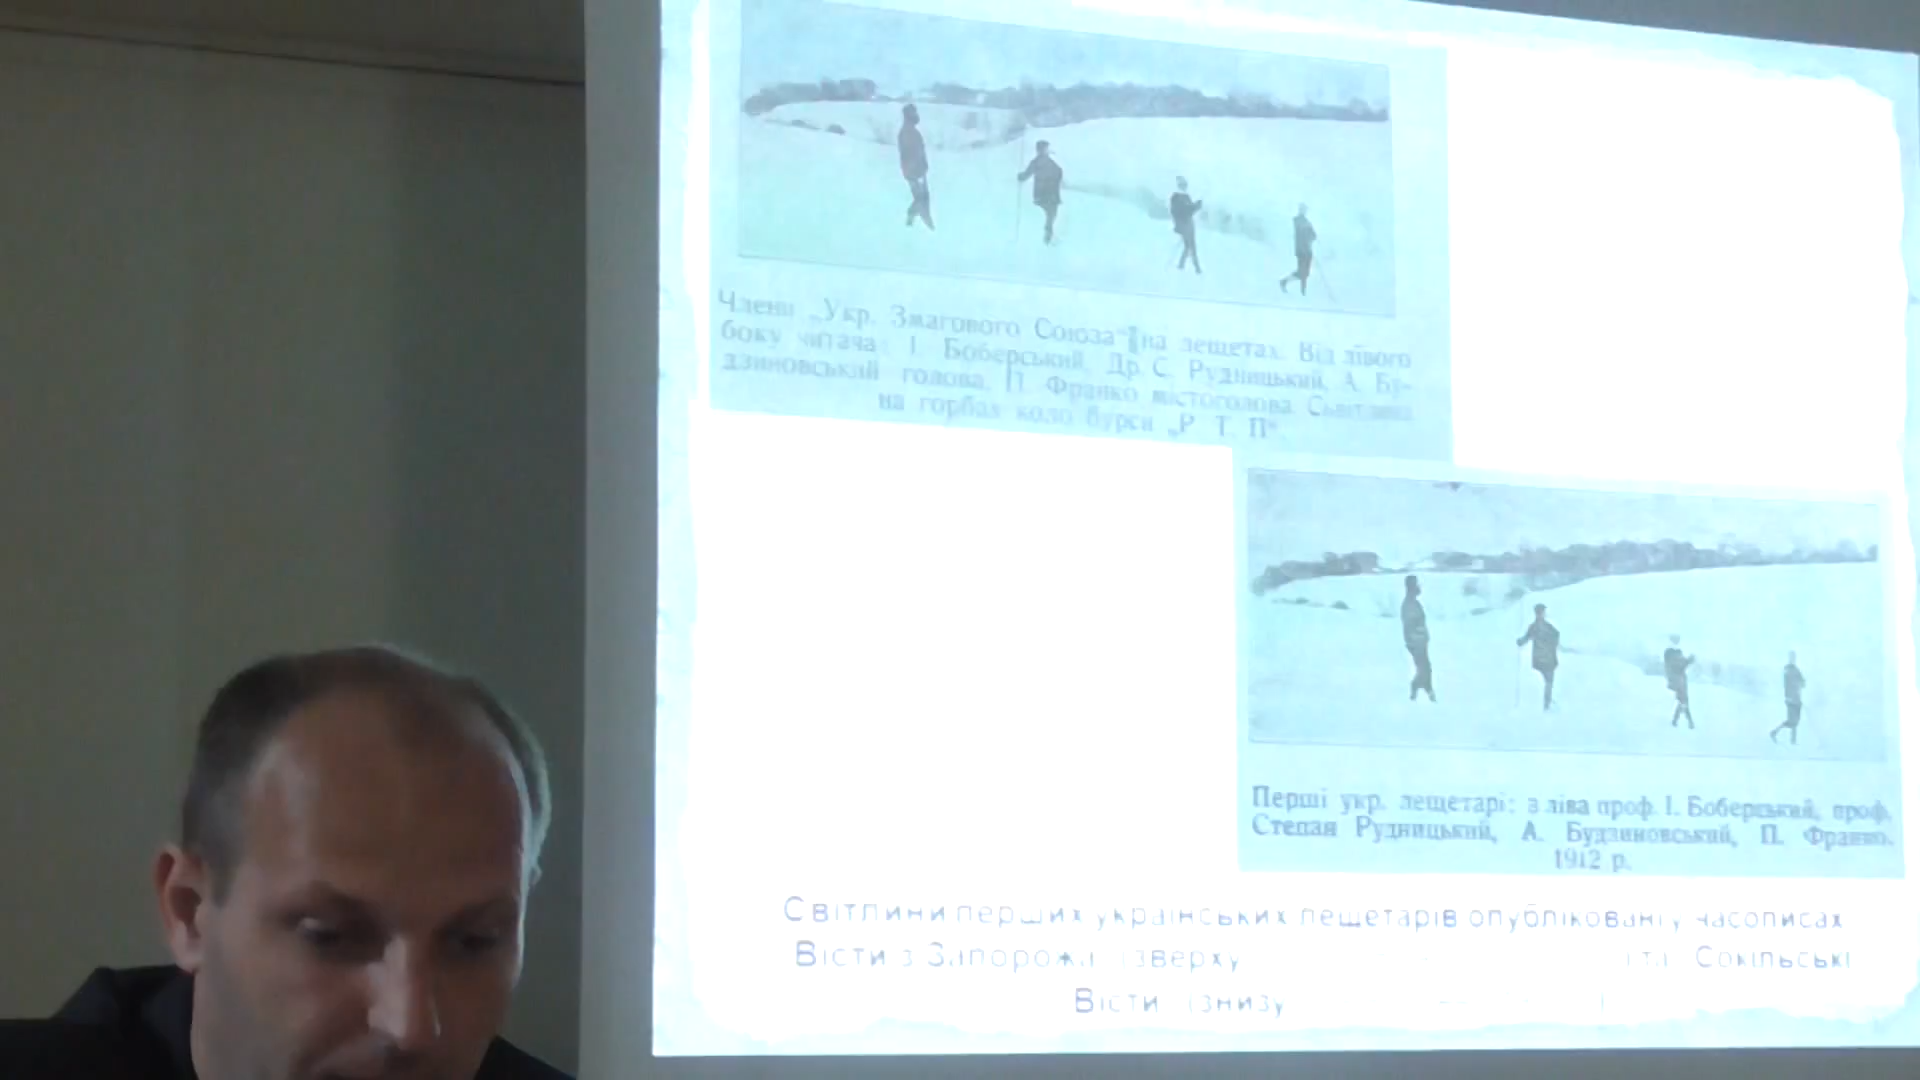 Члени „Укр. Змагового Союза“ на лещетах. Від лівого
боку читача: І. Боберський, Др. С. Рудницький, А. Бу-
дзиновський голова, П. Франко містоголова. Сьвітлина
на горбах коло бурси „Р. Т. П“.
Перші укр. лещетарі: з ліва проф. І. Боберський, проф.
Степан Рудницький, А. Будзиновський, П. Франко.
1912 р.
Світлини перших українських лещетарів опубліковані у часописах
Вісти з Запорожа зверху та Сокільські
Вісти (знизу